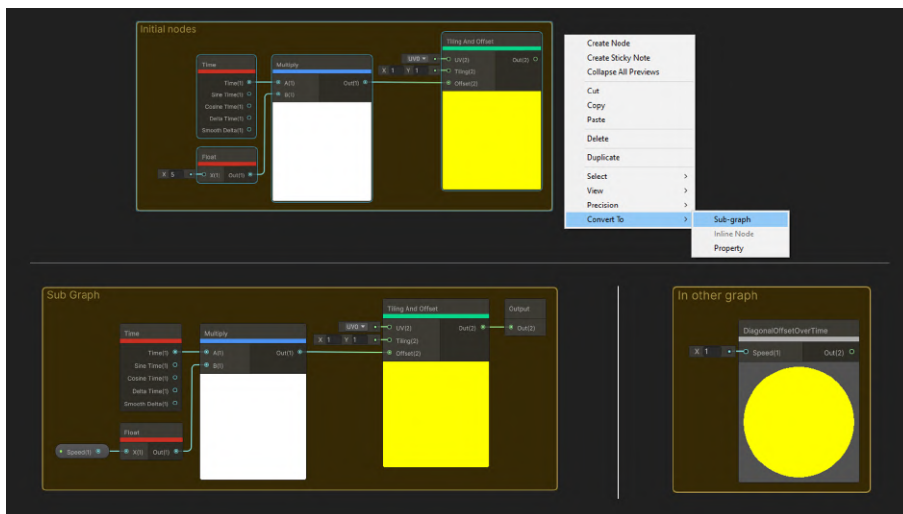 Initial nodes
Time
Time(1)
Sine Time(1)
Cosine Time(1)
Delta Time(1)
Smooth Delta(1)
Float
X 5
X(1) Out(1)
Multiply
A(1) Out(1)
B(1)
Tiling And Offset
UV0 UV(2) Out(2)
X 1 Y 1 Tiling(2)
Offset(2)
Create Node
Create Sticky Note
Collapse All Previews
Cut
Copy
Paste
Delete
Duplicate
Select
View
Precision
Convert To
Sub-graph
Inline Node
Property
Sub Graph
Time
Time(1)
Sine Time(1)
Cosine Time(1)
Delta Time(1)
Smooth Delta(1)
Float
Speed(1) X(1) Out(1)
Multiply
A(1) Out(1)
B(1)
Tiling And Offset
UV0 UV(2) Out(2)
X 1 Y 1 Tiling(2)
Offset(2)
Output
Out(2)
In other graph
DiagonalOffsetOverTime
X 1 Speed(1) Out(2)